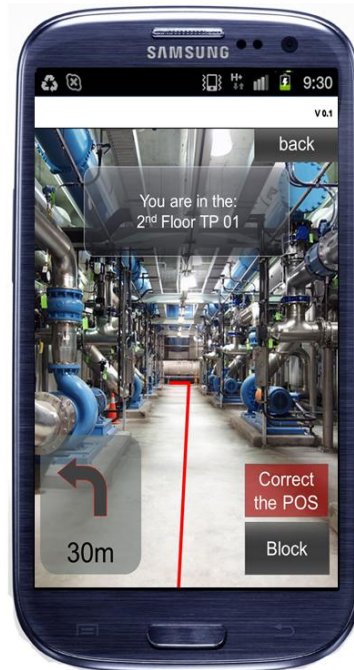 SAMSUNG
H+
9:30
V 0.1
back
You are in the:
2nd Floor TP 01
30m
Correct
the POS
Block